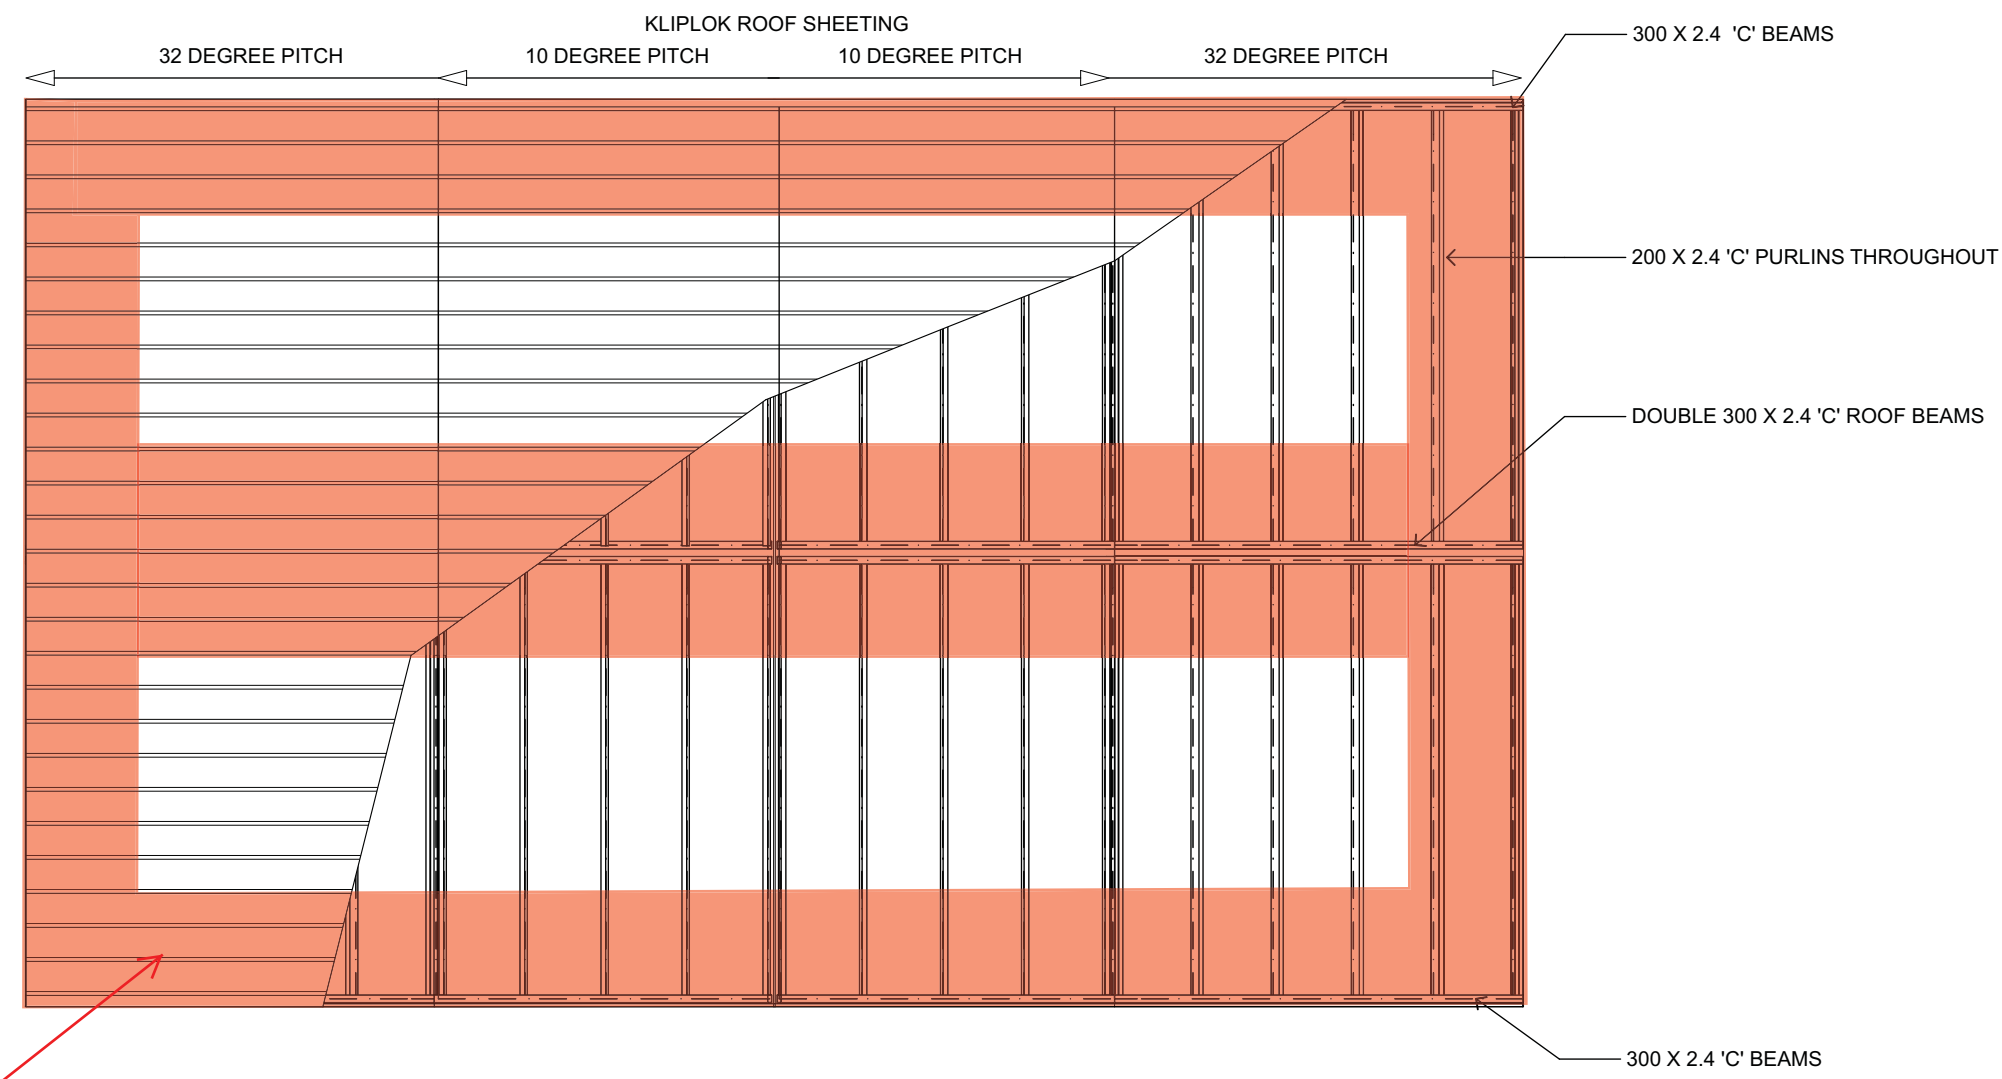 KLIPLOK ROOF SHEETING
32 DEGREE PITCH
10 DEGREE PITCH
10 DEGREE PITCH
32 DEGREE PITCH
300 X 2.4 'C' BEAMS
200 X 2.4 'C' PURLINS THROUGHOUT
DOUBLE 300 X 2.4 'C' ROOF BEAMS
300 X 2.4 'C' BEAMS